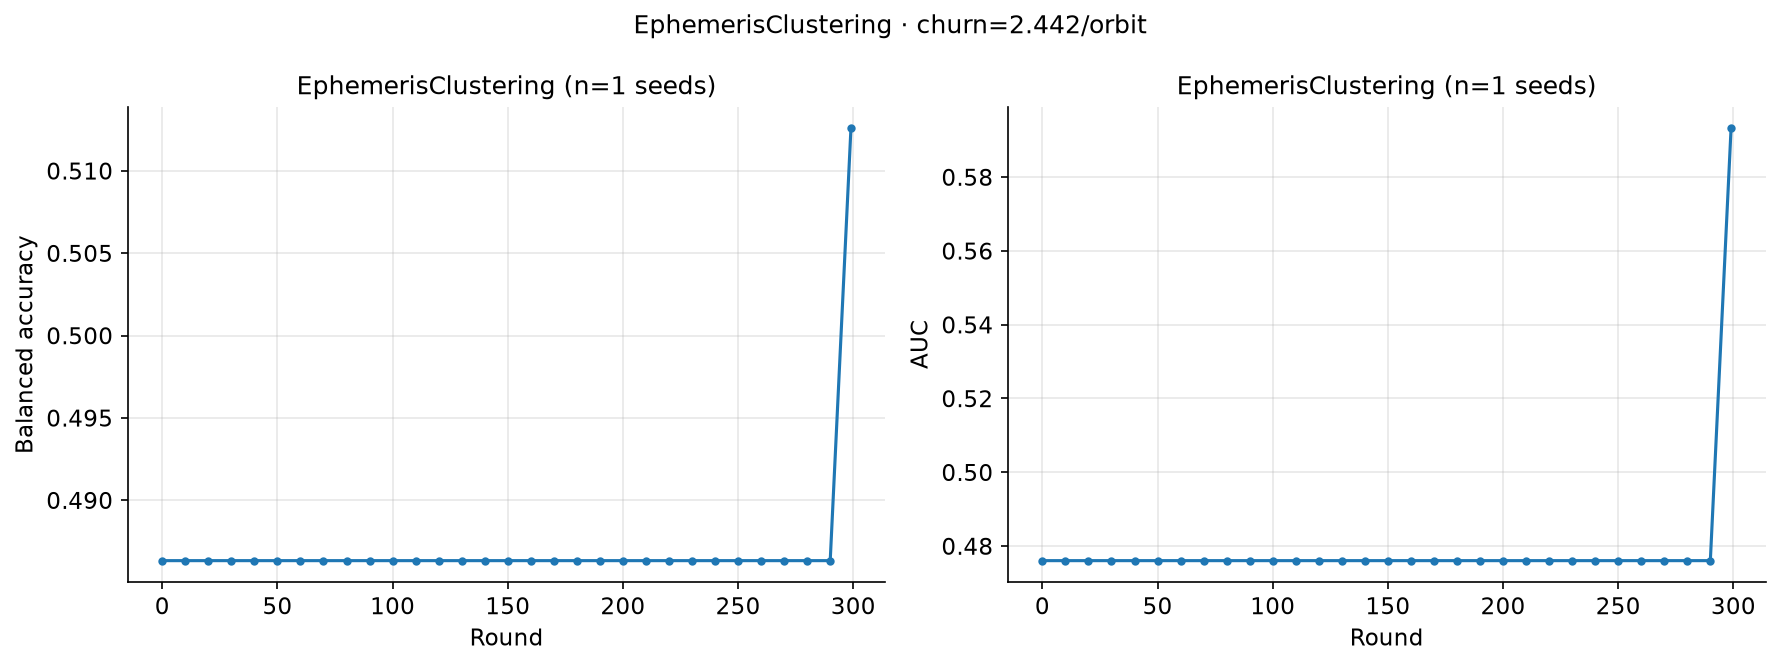 EphemerisClustering · churn=2.442/orbit
EphemerisClustering (n=1 seeds)
Balanced accuracy
0.510
0.505
0.500
0.495
0.490
0 50 100 150 200 250 300
Round
EphemerisClustering (n=1 seeds)
AUC
0.58
0.56
0.54
0.52
0.50
0.48
0 50 100 150 200 250 300
Round